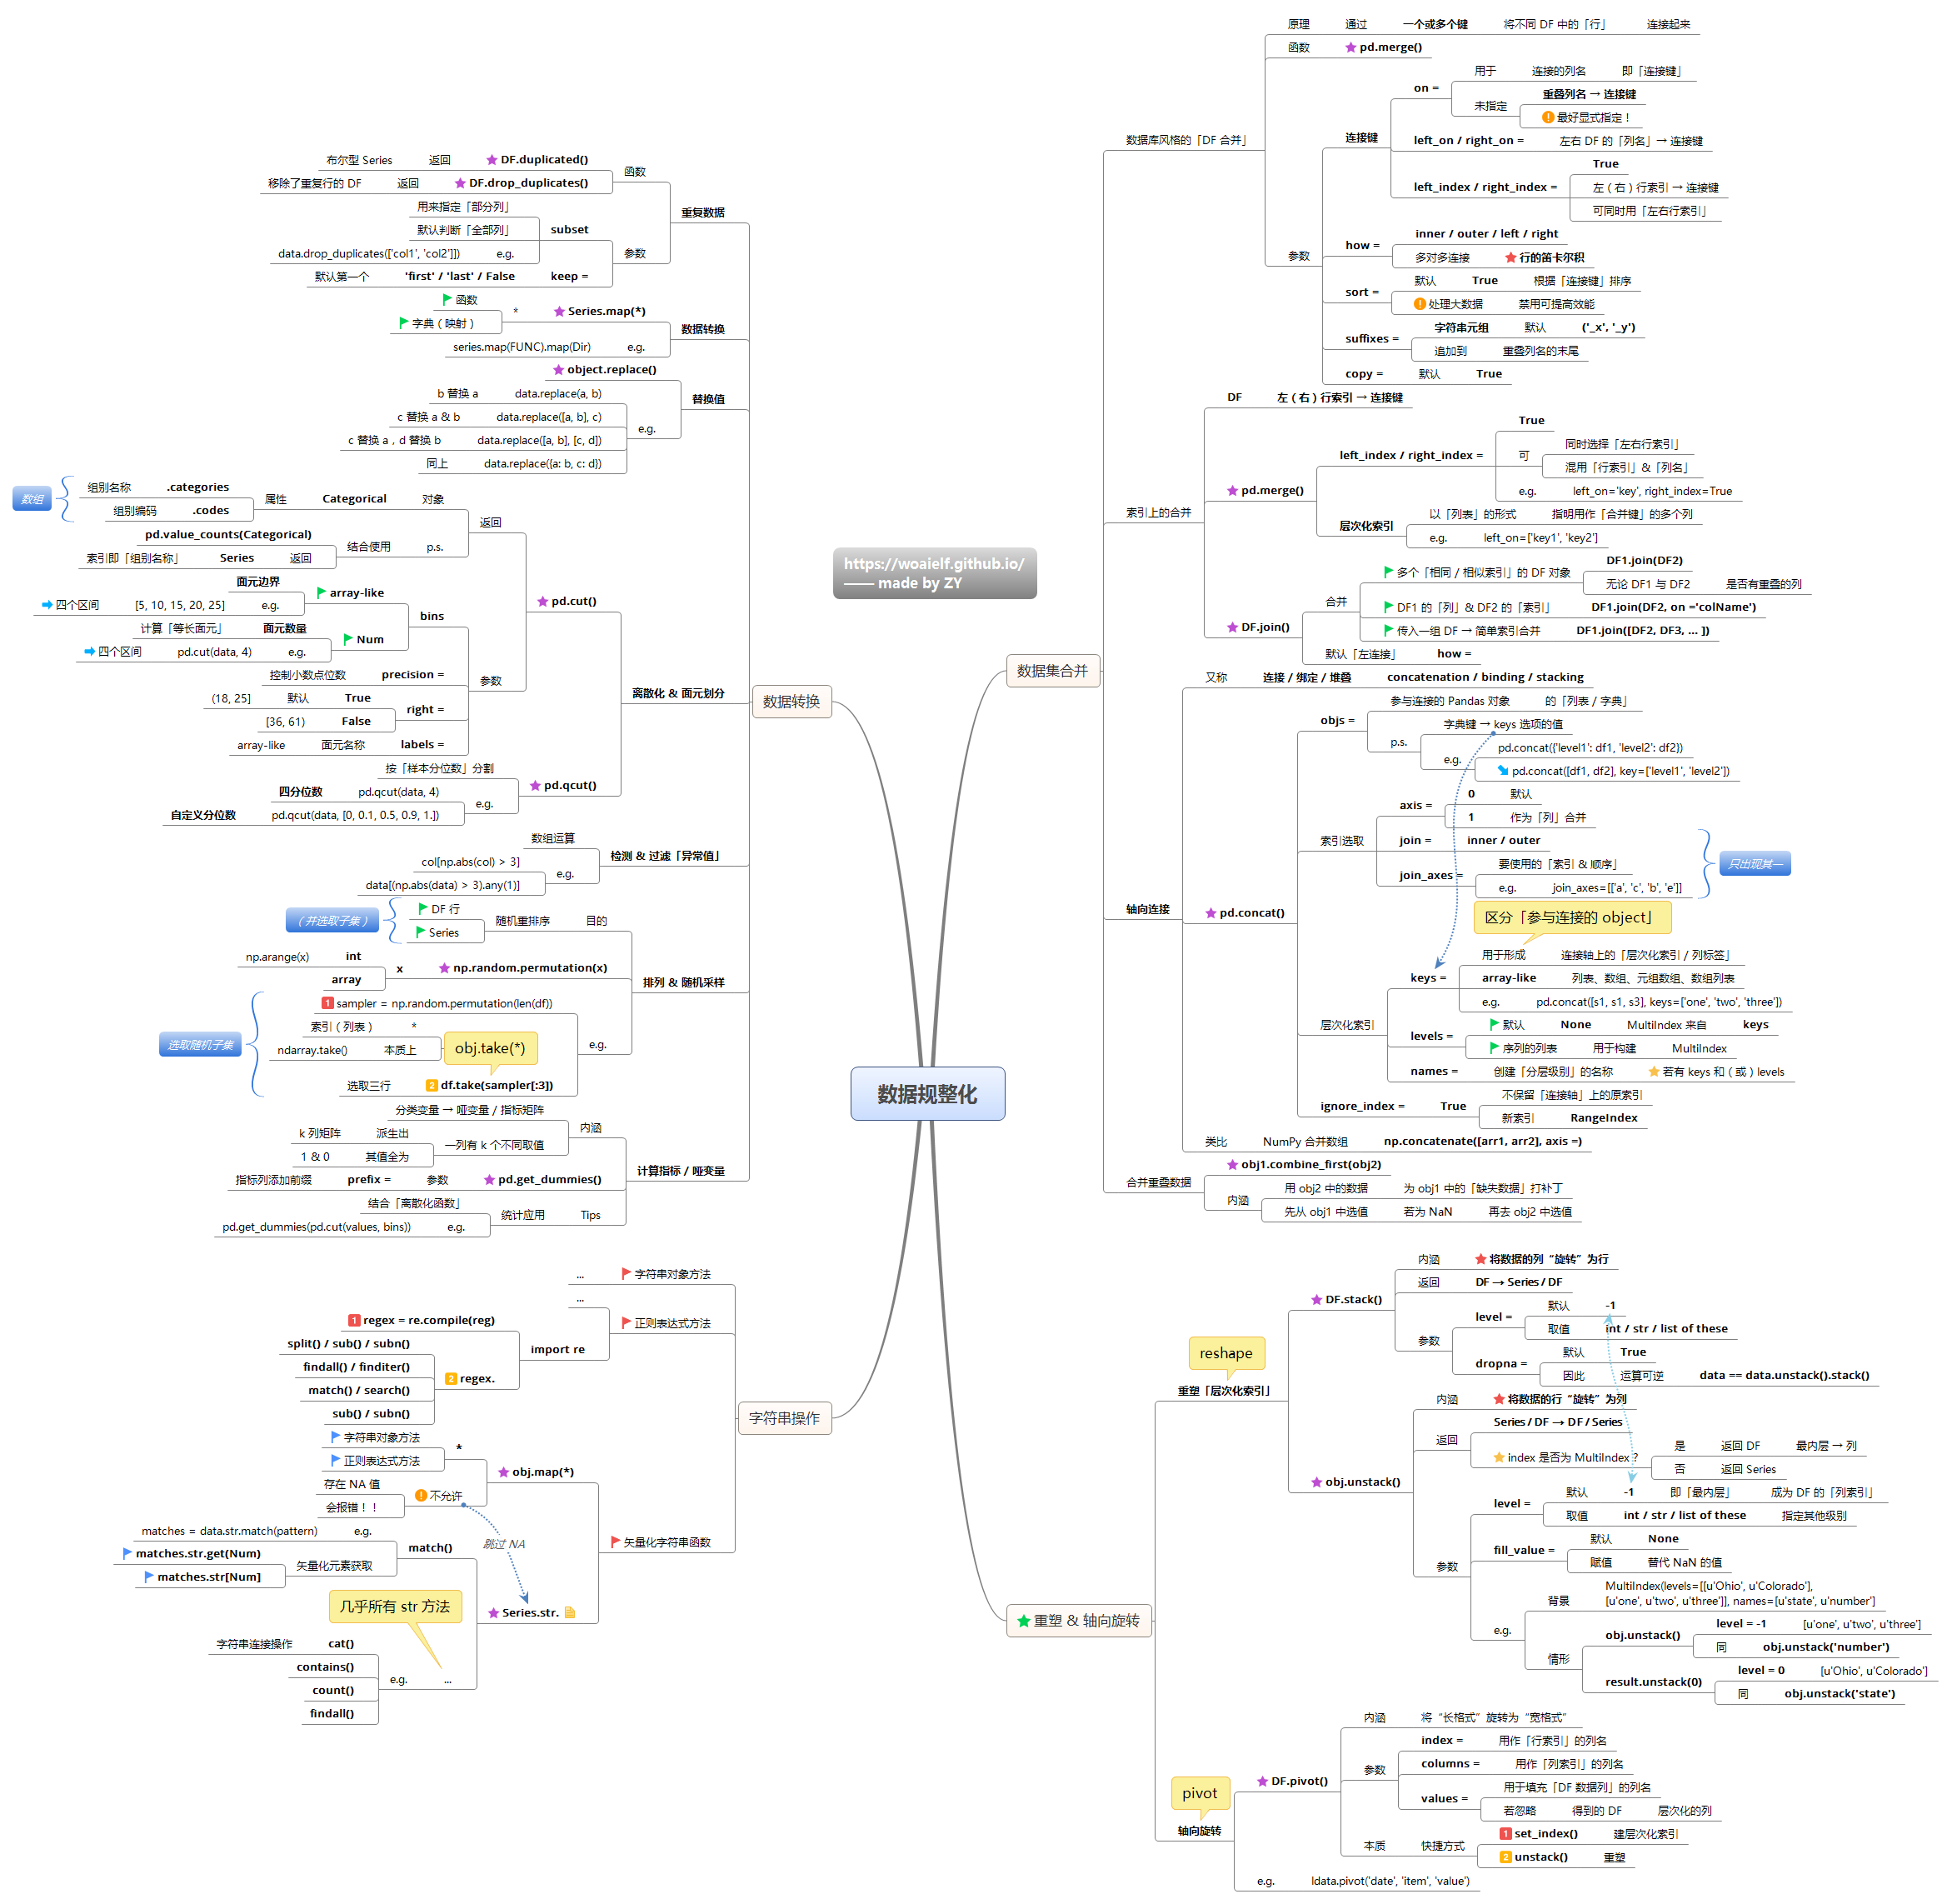 数据规整化
https://woaielf.github.io/
—— made by ZY
数据集合并
数据库风格的「DF 合并」
原理 通过 一个或多个键 将不同 DF 中的「行」 连接起来
函数 pd.merge()
参数
连接键
on =
用于 连接的列名 即「连接键」
未指定
重叠列名 → 连接键
最好显式指定！
left_on / right_on = 左右 DF 的「列名」→ 连接键
left_index / right_index =
True
左（右）行索引 → 连接键
可同时用「左右行索引」
how =
inner / outer / left / right
多对多连接 行的笛卡尔积
sort =
默认 True 根据「连接键」排序
处理大数据 禁用可提高效能
suffixes =
字符串元组 默认 ('_x', '_y')
追加到 重叠列名的末尾
copy = 默认 True
索引上的合并
DF 左（右）行索引 → 连接键
pd.merge()
left_index / right_index =
True
可
同时选择「左右行索引」
混用「行索引」&「列名」
e.g. left_on='key', right_index=True
层次化索引
以「列表」的形式 指明用作「合并键」的多个列
e.g. left_on=['key1', 'key2']
DF.join()
合并
多个「相同 / 相似索引」的 DF 对象
DF1.join(DF2)
无论 DF1 与 DF2 是否有重叠的列
DF1 的「列」& DF2 的「索引」 DF1.join(DF2, on ='colName')
传入一组 DF → 简单索引合并 DF1.join([DF2, DF3, ... ])
默认「左连接」 how =
轴向连接
又称 连接 / 绑定 / 堆叠 concatenation / binding / stacking
pd.concat()
objs =
参与连接的 Pandas 对象 的「列表 / 字典」
p.s.
字典键 → keys 选项的值
e.g.
pd.concat({'level1': df1, 'level2': df2})
pd.concat([df1, df2], key=['level1', 'level2'])
索引选取
axis =
0 默认
1 作为「列」合并
join = inner / outer
join_axes =
要使用的「索引 & 顺序」
e.g. join_axes=[['a', 'c', 'b', 'e']]
只出现其一
区分「参与连接的 object」
层次化索引
keys =
用于形成 连接轴上的「层次化索引 / 列标签」
array-like 列表、数组、元组数组、数组列表
e.g. pd.concat([s1, s1, s3], keys=['one', 'two', 'three'])
levels =
默认 None MultiIndex 来自 keys
序列的列表 用于构建 MultiIndex
names = 创建「分层级别」的名称 若有 keys 和（或）levels
ignore_index = True
不保留「连接轴」上的原索引
新索引 RangeIndex
类比 NumPy 合并数组 np.concatenate([arr1, arr2], axis =)
合并重叠数据
obj1.combine_first(obj2)
内涵
用 obj2 中的数据 为 obj1 中的「缺失数据」打补丁
先从 obj1 中选值 若为 NaN 再去 obj2 中选值
重塑 & 轴向旋转
reshape
重塑「层次化索引」
DF.stack()
内涵 将数据的列“旋转”为行
返回 DF → Series / DF
参数
level =
默认 -1
取值 int / str / list of these
dropna =
默认 True
因此 运算可逆 data == data.unstack().stack()
obj.unstack()
内涵 将数据的行“旋转”为列
返回
Series / DF → DF / Series
index 是否为 MultiIndex ?
是 返回 DF 最内层 → 列
否 返回 Series
参数
level =
默认 -1 即「最内层」 成为 DF 的「列索引」
取值 int / str / list of these 指定其他级别
fill_value =
默认 None
赋值 替代 NaN 的值
e.g.
背景
MultiIndex(levels=[[u'Ohio', u'Colorado'],
[u'one', u'two', u'three']], names=[u'state', u'number']
情形
obj.unstack()
level = -1 [u'one', u'two', u'three']
同 obj.unstack('number')
result.unstack(0)
level = 0 [u'Ohio', u'Colorado']
同 obj.unstack('state')
pivot
轴向旋转
DF.pivot()
内涵 将“长格式”旋转为“宽格式”
参数
index = 用作「行索引」的列名
columns = 用作「列索引」的列名
values =
用于填充「DF 数据列」的列名
若忽略 得到的 DF 层次化的列
本质 快捷方式
1 set_index() 建层次化索引
2 unstack() 重塑
e.g. ldata.pivot('date', 'item', 'value')
数据转换
重复数据
函数
布尔型 Series 返回 DF.duplicated()
移除了重复行的 DF 返回 DF.drop_duplicates()
参数
用来指定「部分列」
默认判断「全部列」
subset
data.drop_duplicates(['col1', 'col2']]) e.g.
默认第一个 'first' / 'last' / False keep =
数据转换
函数
字典（映射）
* Series.map(*)
series.map(FUNC).map(Dir) e.g.
替换值
object.replace()
b 替换 a data.replace(a, b)
c 替换 a & b data.replace([a, b], c)
c 替换 a，d 替换 b data.replace([a, b], [c, d])
同上 data.replace({a: b, c: d})
e.g.
离散化 & 面元划分
pd.cut()
返回
数组
组别名称 .categories
组别编码 .codes
属性 Categorical 对象
pd.value_counts(Categorical)
索引即「组别名称」 Series 返回
结合使用 p.s.
参数
bins
面元边界
四个区间 [5, 10, 15, 20, 25] e.g.
array-like
计算「等长面元」 面元数量
四个区间 pd.cut(data, 4) e.g.
Num
控制小数点位数 precision =
(18, 25] 默认 True
[36, 61) False
right =
array-like 面元名称 labels =
pd.qcut()
按「样本分位数」分割
四分位数 pd.qcut(data, 4)
自定义分位数 pd.qcut(data, [0, 0.1, 0.5, 0.9, 1.])
e.g.
检测 & 过滤「异常值」
数组运算
col[np.abs(col) > 3]
data[(np.abs(data) > 3).any(1)]
e.g.
排列 & 随机采样
（并选取子集）
DF 行
Series
随机重排序 目的
np.arange(x) int
array
x np.random.permutation(x)
选取随机子集
1 sampler = np.random.permutation(len(df))
索引（列表） *
ndarray.take() 本质上
obj.take(*)
选取三行 2 df.take(sampler[:3])
e.g.
计算指标 / 哑变量
分类变量 → 哑变量 / 指标矩阵
k 列矩阵 派生出
1 & 0 其值全为
一列有 k 个不同取值
内涵
指标列添加前缀 prefix = 参数 pd.get_dummies()
结合「离散化函数」
pd.get_dummies(pd.cut(values, bins)) e.g.
统计应用 Tips
字符串操作
... 字符串对象方法
...
正则表达式方法
1 regex = re.compile(reg)
import re
split() / sub() / subn()
findall() / finditer()
match() / search()
sub() / subn()
2 regex.
矢量化字符串函数
字符串对象方法
正则表达式方法
*
obj.map(*)
存在 NA 值
会报错！！
不允许
跳过 NA
matches = data.str.match(pattern) e.g.
matches.str.get(Num)
matches.str[Num]
矢量化元素获取
match()
Series.str.
几乎所有 str 方法
字符串连接操作 cat()
contains()
count()
findall()
e.g. ...